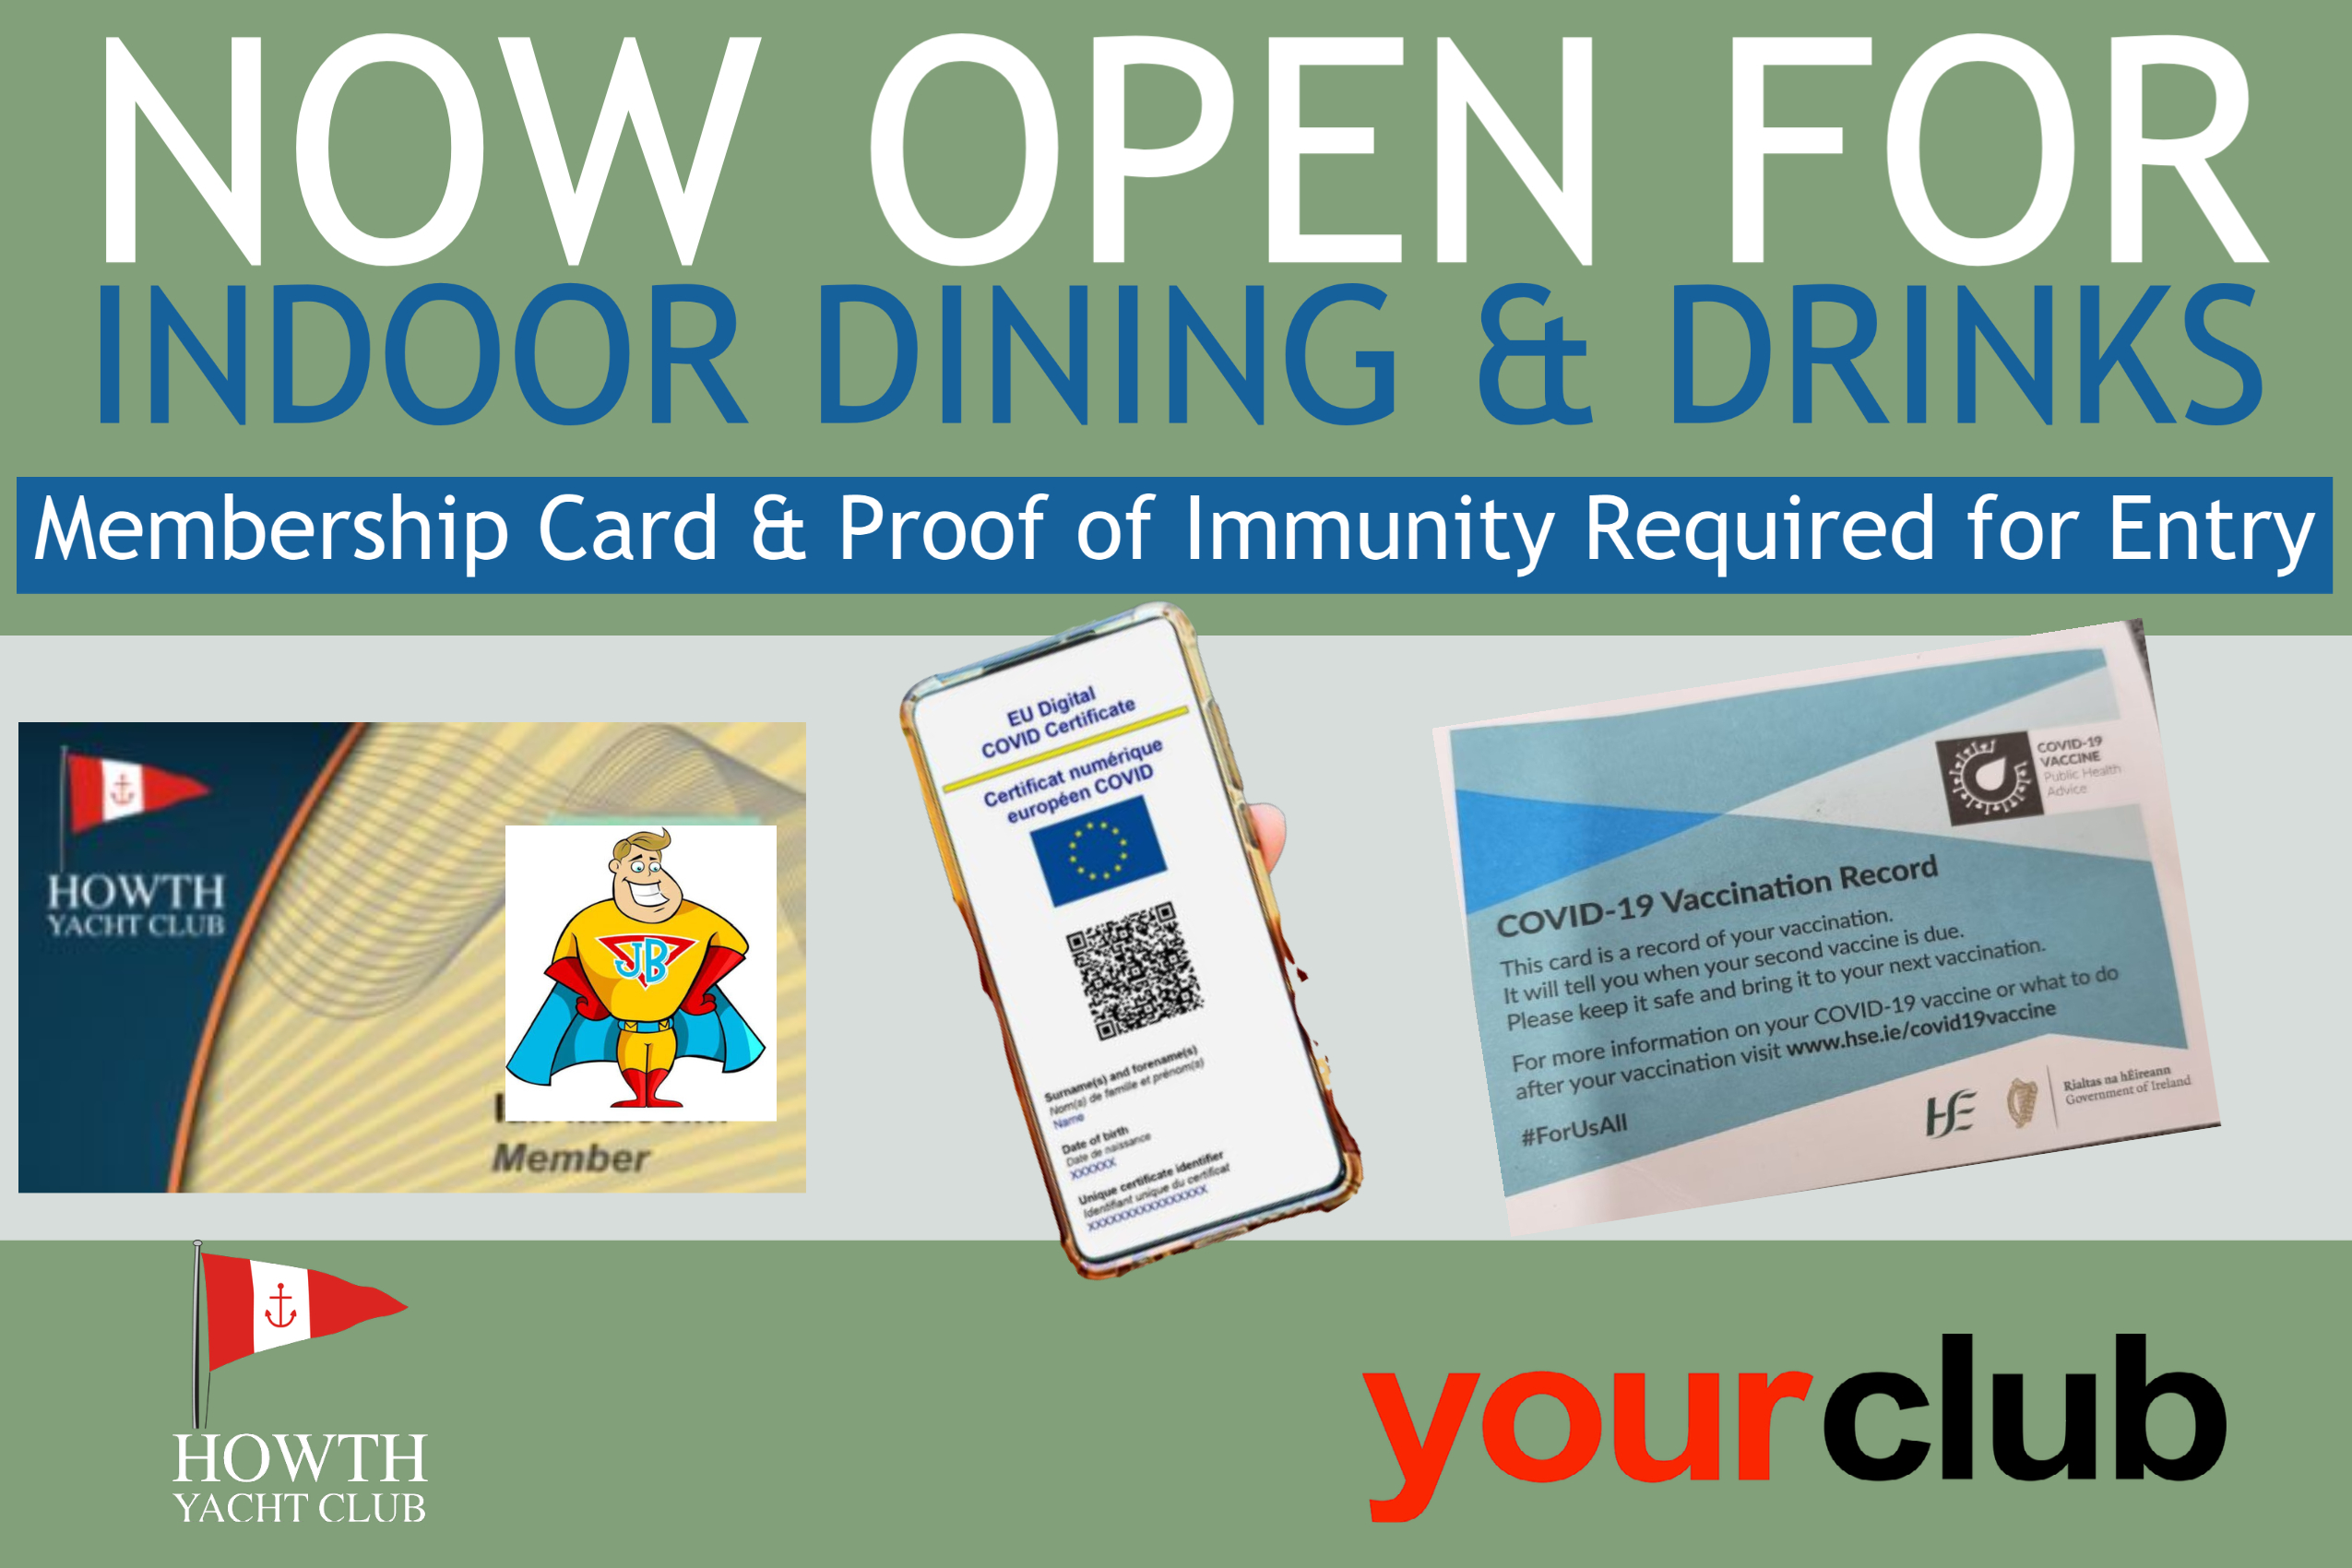 NOW OPEN FOR
INDOOR DINING & DRINKS
Membership Card & Proof of Immunity Required for Entry
HOWTH
YACHT CLUB
JB
Member
EU Digital
COVID Certificate
Certificat numérique
européen COVID
Surname(s) and forename(s)
Nom(s) de famille et prénom(s)
Name
Date of birth
Date de naissance
XXXXXX
Unique certificate identifier
Identifiant unique du certificat
COVID-19
VACCINE
Public Health
Advice
COVID-19 Vaccination Record
This card is a record of your vaccination.
It will tell you when your second vaccine is due.
Please keep it safe and bring it to your next vaccination.
For more information on your COVID-19 vaccine or what to do
after your vaccination visit www.hse.ie/covid19vaccine
#ForUsAll
HSE
Rialtas na hÉireann
Government of Ireland
HOWTH
YACHT CLUB
yourclub